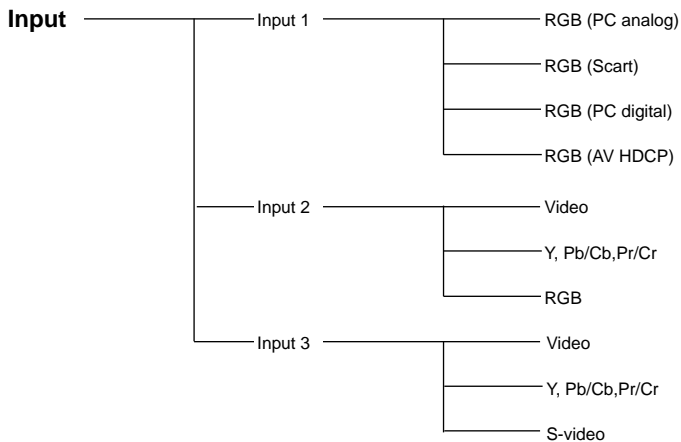 Input
Input 1
RGB (PC analog)
RGB (Scart)
RGB (PC digital)
RGB (AV HDCP)
Input 2
Video
Y, Pb/Cb,Pr/Cr
RGB
Input 3
Video
Y, Pb/Cb,Pr/Cr
S-video